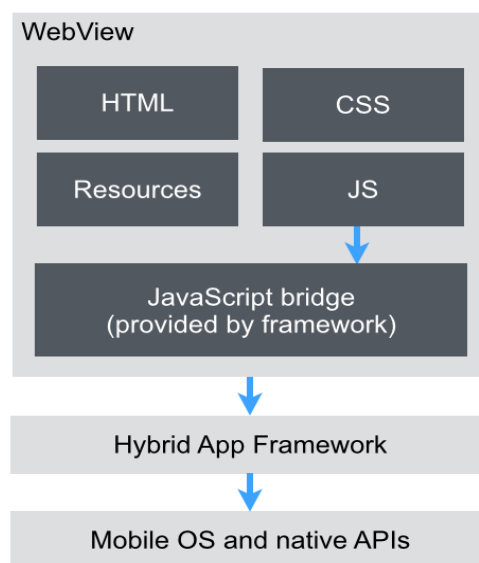 WebView
HTML
CSS
Resources
JS
JavaScript bridge
(provided by framework)
Hybrid App Framework
Mobile OS and native APIs